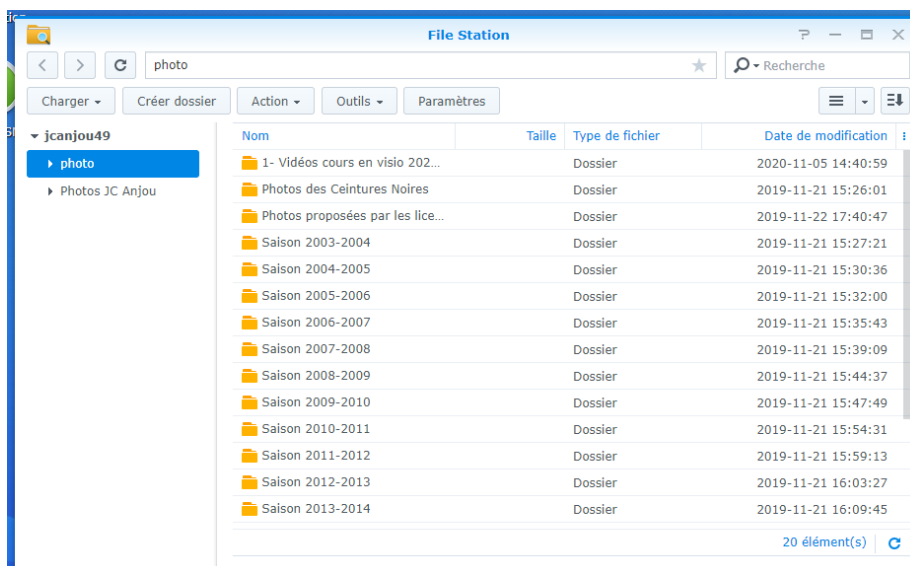 File Station
photo
Recherche
Charger
Créer dossier
Action
Outils
Paramètres
jcanjou49
photo
Photos JC Anjou
Nom Taille Type de fichier Date de modification
1- Vidéos cours en visio 202... Dossier 2020-11-05 14:40:59
Photos des Ceintures Noires Dossier 2019-11-21 15:26:01
Photos proposées par les lice... Dossier 2019-11-22 17:40:47
Saison 2003-2004 Dossier 2019-11-21 15:27:21
Saison 2004-2005 Dossier 2019-11-21 15:30:36
Saison 2005-2006 Dossier 2019-11-21 15:32:00
Saison 2006-2007 Dossier 2019-11-21 15:35:43
Saison 2007-2008 Dossier 2019-11-21 15:39:09
Saison 2008-2009 Dossier 2019-11-21 15:44:37
Saison 2009-2010 Dossier 2019-11-21 15:47:49
Saison 2010-2011 Dossier 2019-11-21 15:54:31
Saison 2011-2012 Dossier 2019-11-21 15:59:13
Saison 2012-2013 Dossier 2019-11-21 16:03:27
Saison 2013-2014 Dossier 2019-11-21 16:09:45
20 élément(s)